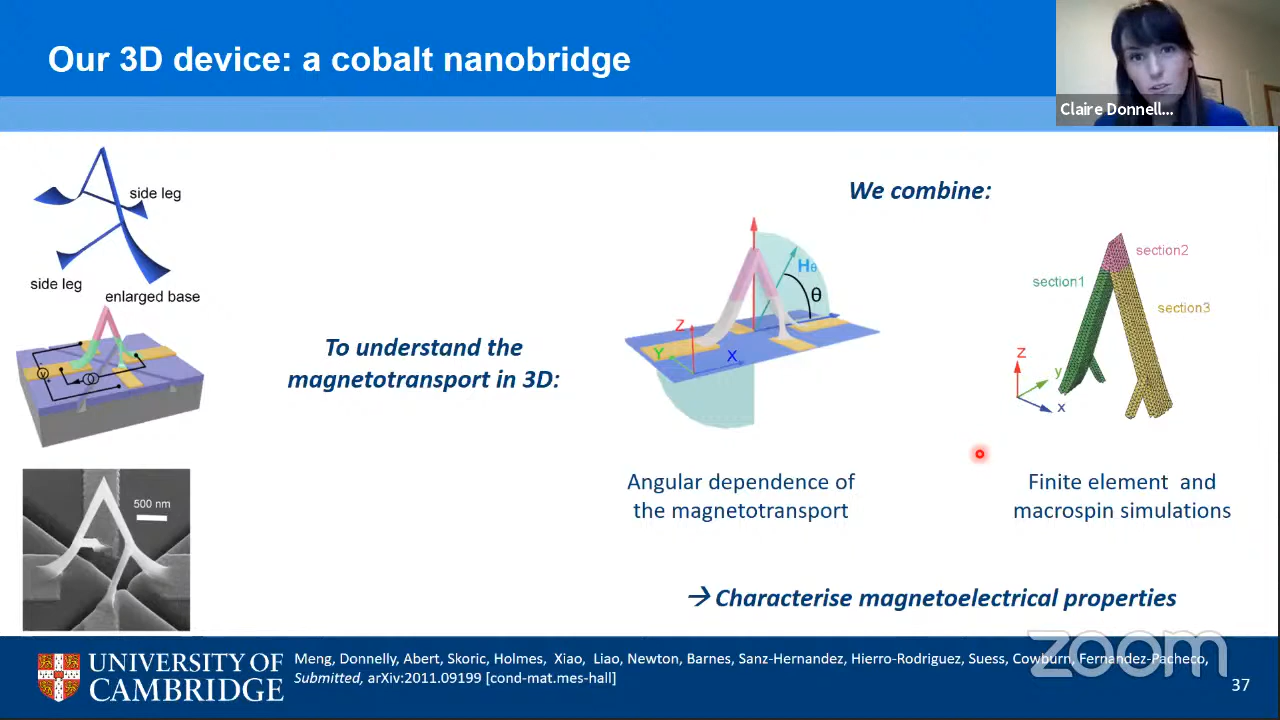 Our 3D device: a cobalt nanobridge
Claire Donnell...
side leg
side leg
enlarged base
V
500 nm
To understand the
magnetotransport in 3D:
We combine:
Hθ
θ
Z
Y
X
Angular dependence of
the magnetotransport
section2
section1
section3
Z
y
x
Finite element and
macrospin simulations
→ Characterise magnetoelectrical properties
zoom
UNIVERSITY OF
CAMBRIDGE
Meng, Donnelly, Abert, Skoric, Holmes, Xiao, Liao, Newton, Barnes, Sanz-Hernandez, Hierro-Rodriguez, Suess, Cowburn, Fernandez-Pacheco,
Submitted, arXiv:2011.09199 [cond-mat.mes-hall]
37